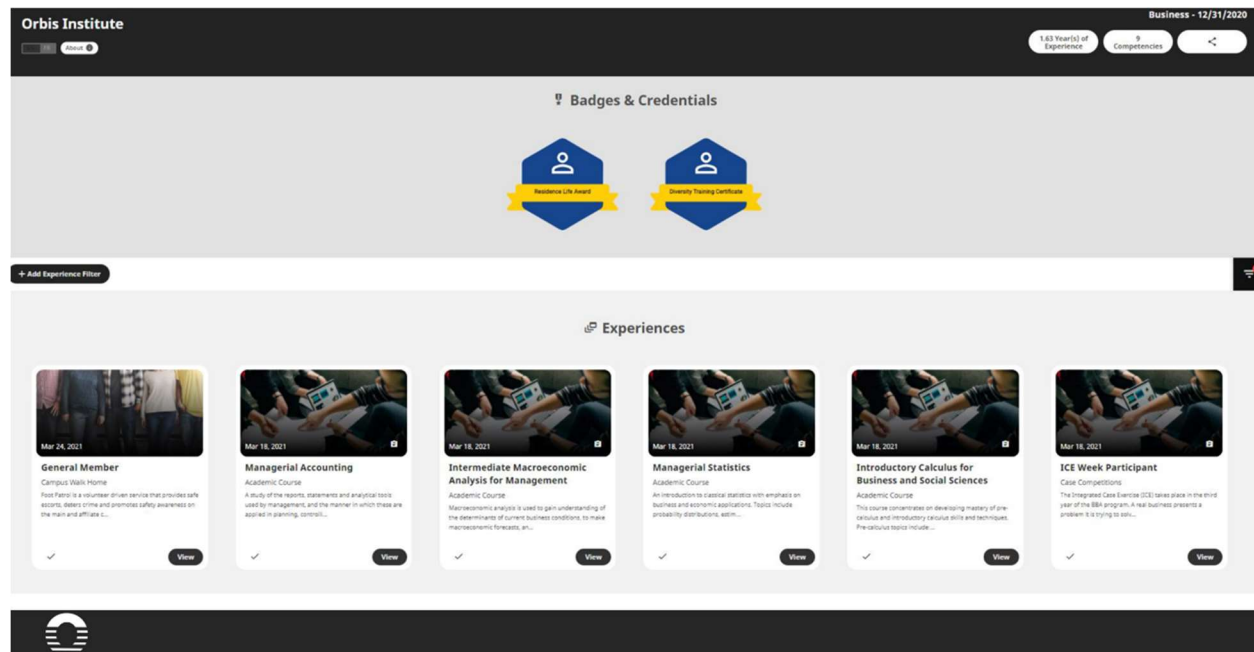 Orbis Institute
Business - 12/31/2020
About
1.63 Year(s) of
Experience
9
Competencies
Badges & Credentials
Residence Life Award
Diversity Training Certificate
+ Add Experience Filter
Experiences
Mar 24, 2021
General Member
Campus Walk Home
Foot Patrol is a volunteer driven service that provides safe
escorts, deters crime and promotes safety awareness on
the main and affiliate c...
View
Mar 18, 2021
Managerial Accounting
Academic Course
A study of the reports, statements and analytical tools
used by management, and the manner in which these are
applied in planning, controlli...
View
Mar 18, 2021
Intermediate Macroeconomic
Analysis for Management
Academic Course
Macroeconomic analysis is used to gain understanding of
the determinants of current business conditions, to make
macroeconomic forecasts, an...
View
Mar 18, 2021
Managerial Statistics
Academic Course
An introduction to classical statistics with emphasis on
business and economic applications. Topics include
probability distributions, estim...
View
Mar 18, 2021
Introductory Calculus for
Business and Social Sciences
Academic Course
This course concentrates on developing mastery of pre-
calculus and introductory calculus skills and techniques.
Pre-calculus topics include:...
View
Mar 18, 2021
ICE Week Participant
Case Competitions
The Integrated Case Exercise (ICE) takes place in the third
year of the BBA program. A real business presents a
problem it is trying to solv...
View